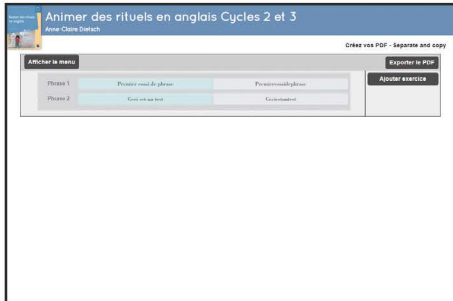 Animer des rituels en anglais Cycles 2 et 3
Anne-Claire Dietsch
Créez vos PDF - Separate and copy
Afficher le menu
Exporter le PDF
Ajouter exercice
Phrase 1
Premier essai de phrase
Premieressaidephrase
Phrase 2
Ceci est un test
Ceciestuntest